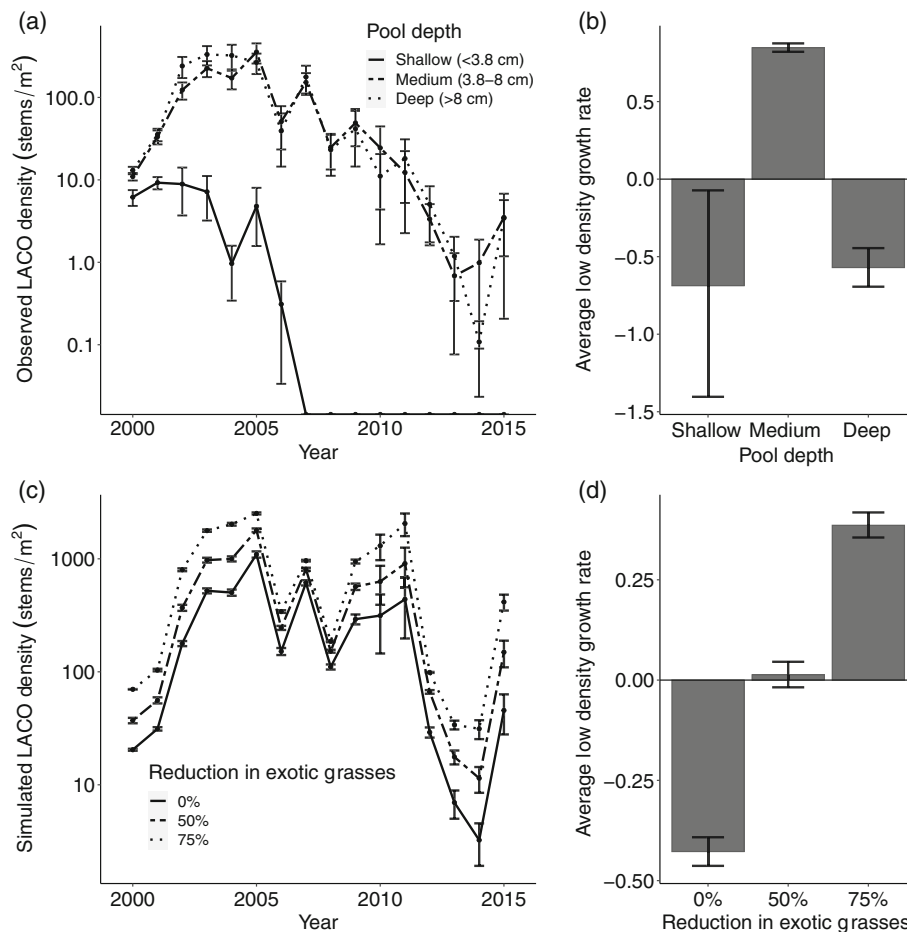 (a)
Observed LACO density (stems/m²)
100.0
10.0
1.0
0.1
2000 2005 2010 2015
Year
Pool depth
Shallow (<3.8 cm)
Medium (3.8–8 cm)
Deep (>8 cm)
(b)
Average low density growth rate
0.5
0.0
−0.5
−1.0
−1.5
Shallow Medium Deep
Pool depth
(c)
Simulated LACO density (stems/m²)
1000
100
10
Reduction in exotic grasses
0%
50%
75%
2000 2005 2010 2015
Year
(d)
Average low density growth rate
0.25
0.00
−0.25
−0.50
0% 50% 75%
Reduction in exotic grasses